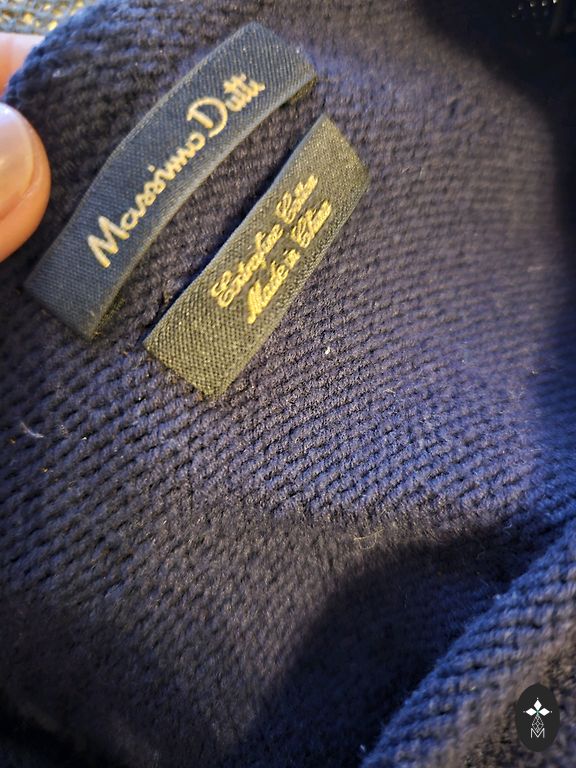 Massimo Dutti
Extrafine Cotton
Made in China
M